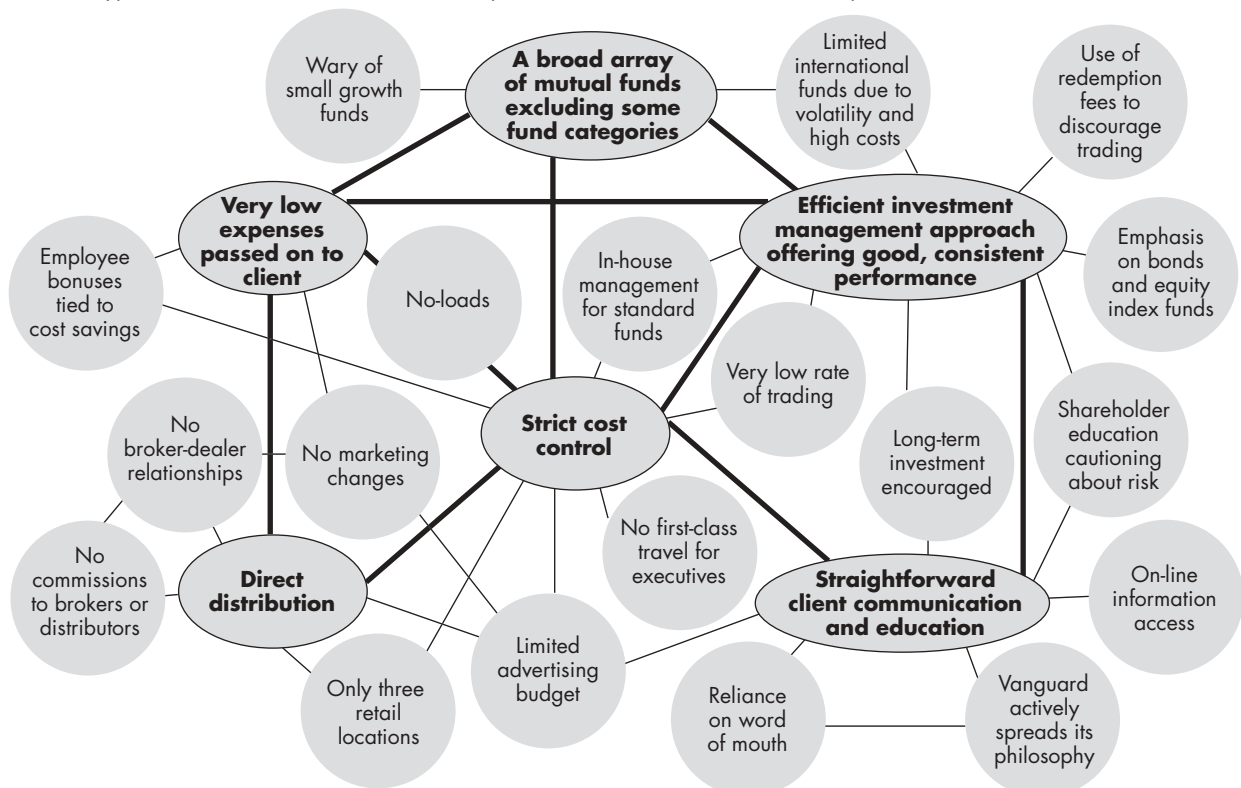 Wary of
small growth
funds
A broad array
of mutual funds
excluding some
fund categories
Limited
international
funds due to
volatility and
high costs
Use of
redemption
fees to
discourage
trading
Very low
expenses
passed on to
client
Efficient investment
management approach
offering good, consistent
performance
Employee
bonuses
tied to
cost savings
No-loads
In-house
management
for standard
funds
Emphasis
on bonds
and equity
index funds
Very low rate
of trading
No
broker-dealer
relationships
No marketing
changes
Strict cost
control
Long-term
investment
encouraged
Shareholder
education
cautioning
about risk
No
commissions
to brokers or
distributors
Direct
distribution
No first-class
travel for
executives
Straightforward
client communication
and education
On-line
information
access
Only three
retail
locations
Limited
advertising
budget
Reliance
on word
of mouth
Vanguard
actively
spreads its
philosophy